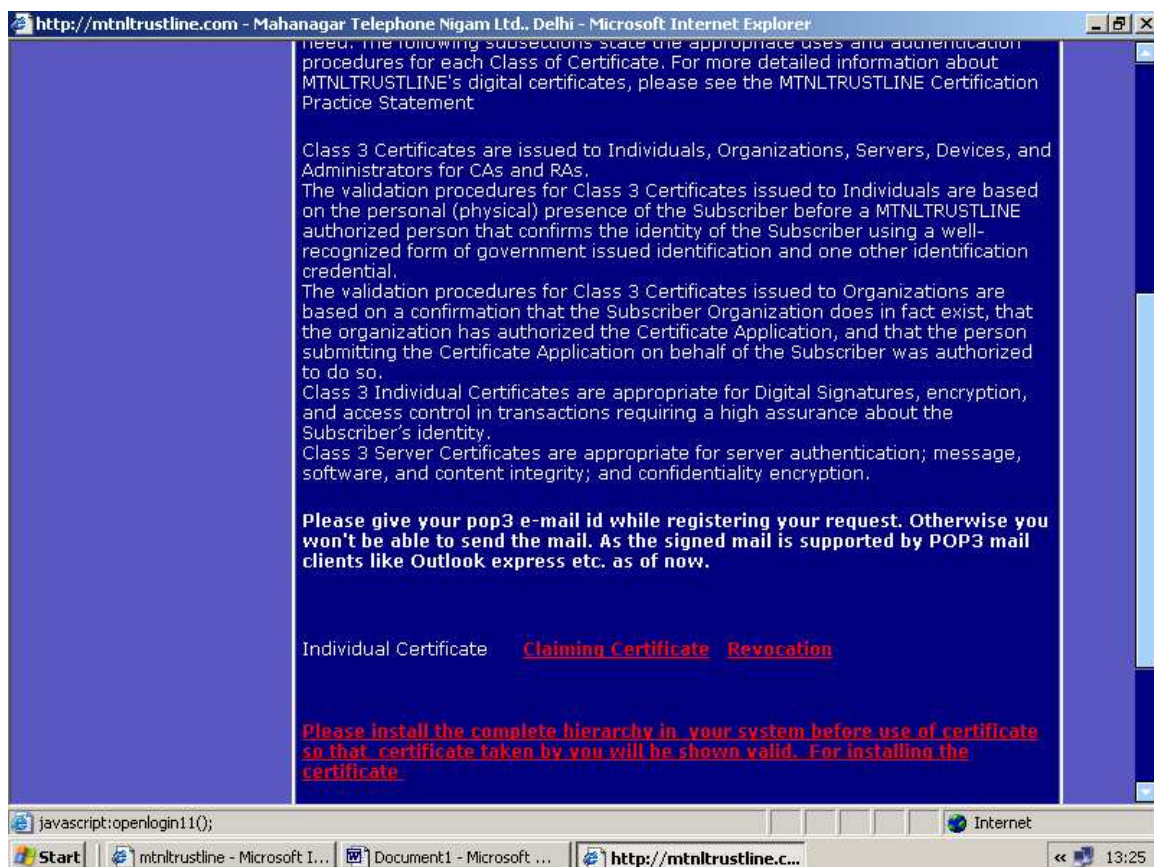 http://mtnltrustline.com - Mahanagar Telephone Nigam Ltd., Delhi - Microsoft Internet Explorer
need. The following subsections state the appropriate uses and authentication
procedures for each Class of Certificate. For more detailed information about
MTNLTRUSTLINE's digital certificates, please see the MTNLTRUSTLINE Certification
Practice Statement
Class 3 Certificates are issued to Individuals, Organizations, Servers, Devices, and
Administrators for CAs and RAs.
The validation procedures for Class 3 Certificates issued to Individuals are based
on the personal (physical) presence of the Subscriber before a MTNLTRUSTLINE
authorized person that confirms the identity of the Subscriber using a well-
recognized form of government issued identification and one other identification
credential.
The validation procedures for Class 3 Certificates issued to Organizations are
based on a confirmation that the Subscriber Organization does in fact exist, that
the organization has authorized the Certificate Application, and that the person
submitting the Certificate Application on behalf of the Subscriber was authorized
to do so.
Class 3 Individual Certificates are appropriate for Digital Signatures, encryption,
and access control in transactions requiring a high assurance about the
Subscriber's identity.
Class 3 Server Certificates are appropriate for server authentication; message,
software, and content integrity; and confidentiality encryption.
Please give your pop3 e-mail id while registering your request. Otherwise you
won't be able to send the mail. As the signed mail is supported by POP3 mail
clients like Outlook express etc. as of now.
Individual Certificate Claiming Certificate Revocation
Please install the complete hierarchy in your system before use of certificate
so that certificate taken by you will be shown valid. For installing the
certificate
javascript:openlogin11();
Internet
Start mtnltrustline - Microsoft I... Document1 - Microsoft ... http://mtnltrustline.c... « 13:25